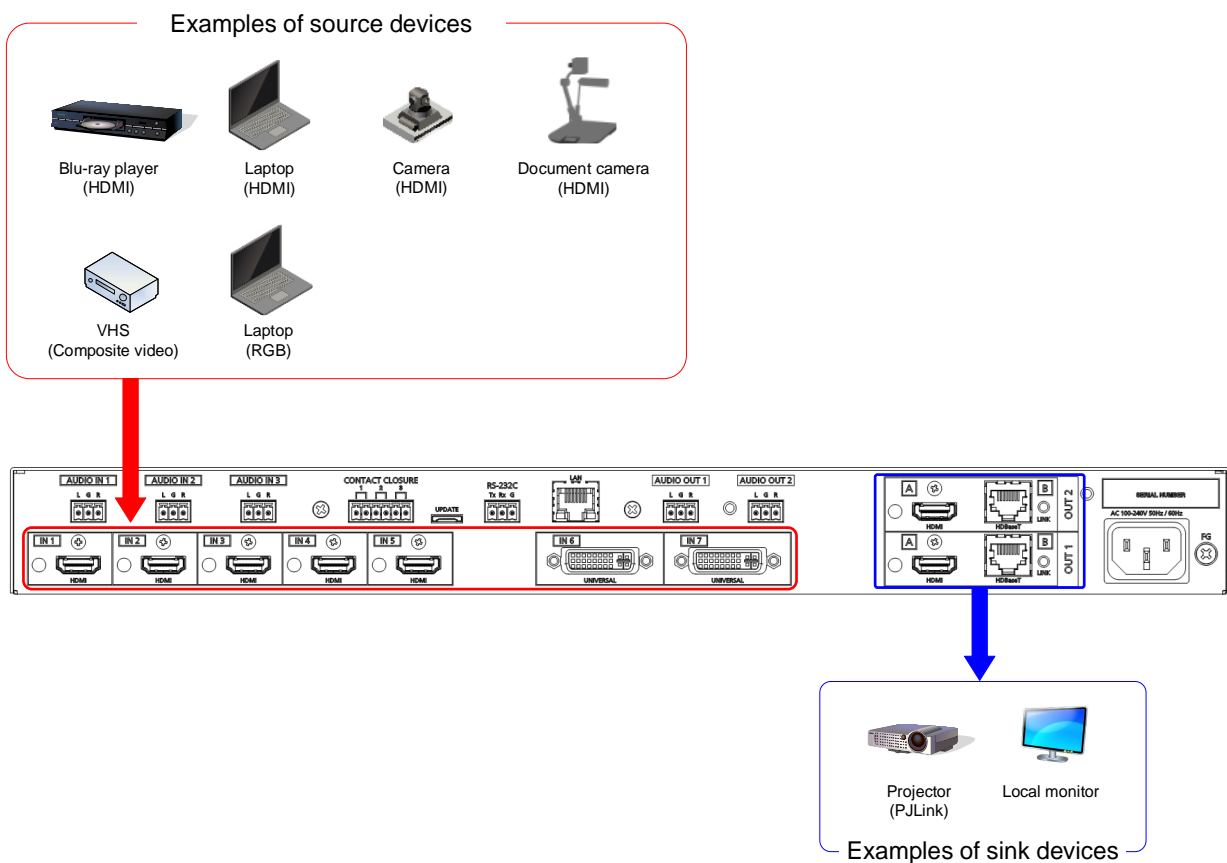 Examples of source devices
Blu-ray player
(HDMI)
Laptop
(HDMI)
Camera
(HDMI)
Document camera
(HDMI)
VHS
(Composite video)
Laptop
(RGB)
AUDIO IN 1
L G R
AUDIO IN 2
L G R
AUDIO IN 3
L G R
CONTACT CLOSURE
1 2 3
UPDATE
RS-232C
Tx Rx G
LAN
AUDIO OUT 1
L G R
AUDIO OUT 2
L G R
IN 1
HDMI
IN 2
HDMI
IN 3
HDMI
IN 4
HDMI
IN 5
HDMI
IN 6
UNIVERSAL
IN 7
UNIVERSAL
A
HDMI
HDBaseT
B
LINK
OUT 2
A
HDMI
HDBaseT
B
LINK
OUT 1
SERIAL NUMBER
AC 100-240V 50Hz / 60Hz
FG
Projector
(PJLink)
Local monitor
Examples of sink devices